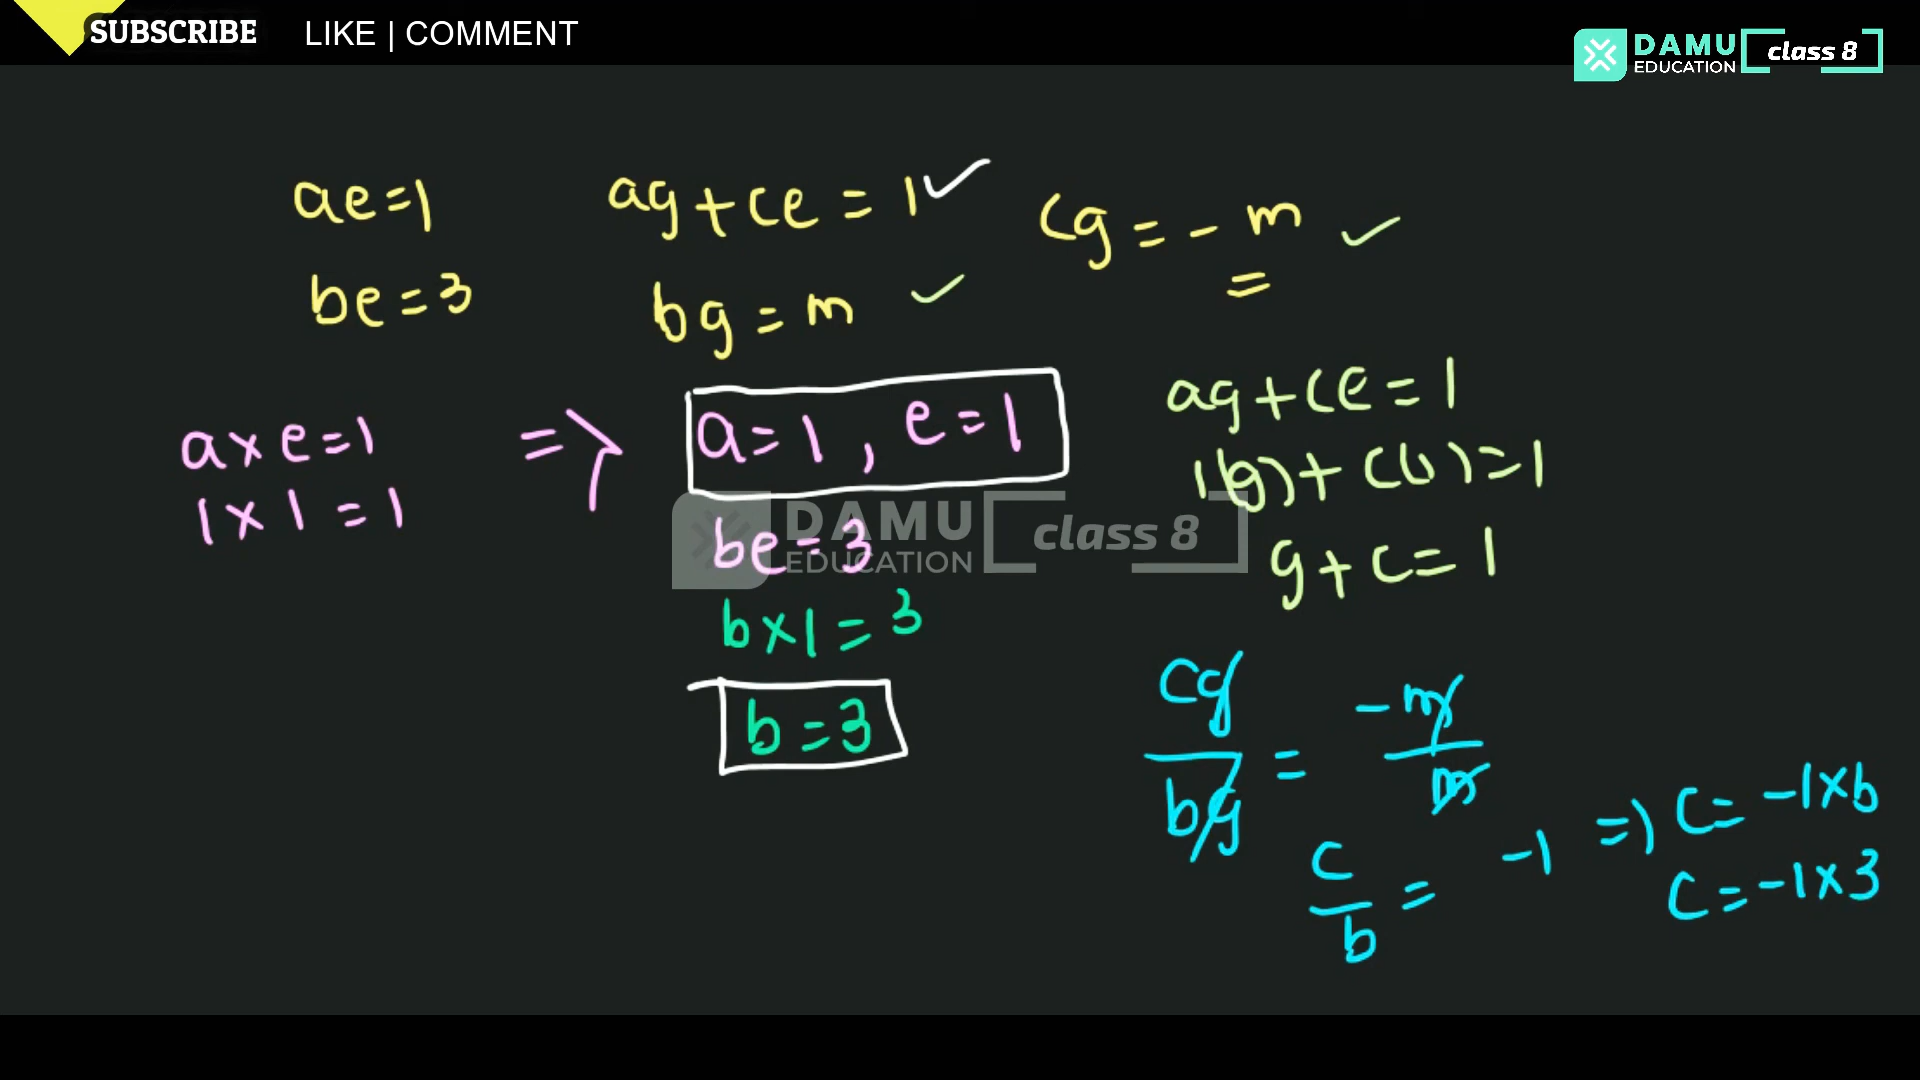 SUBSCRIBE LIKE | COMMENT
DAMU EDUCATION class 8
ae=1 ag+ce=1✓ cg=-m ✓
=
be=3 bg=m ✓
a×e=1 => a=1, e=1
1×1=1
be=3
b×1=3
b=3
ag+ce=1
1(g)+c(1)=1
g+c=1
cg/bg = -m/m
c/b = -1 => c=-1×b
c=-1×3
DAMU EDUCATION class 8